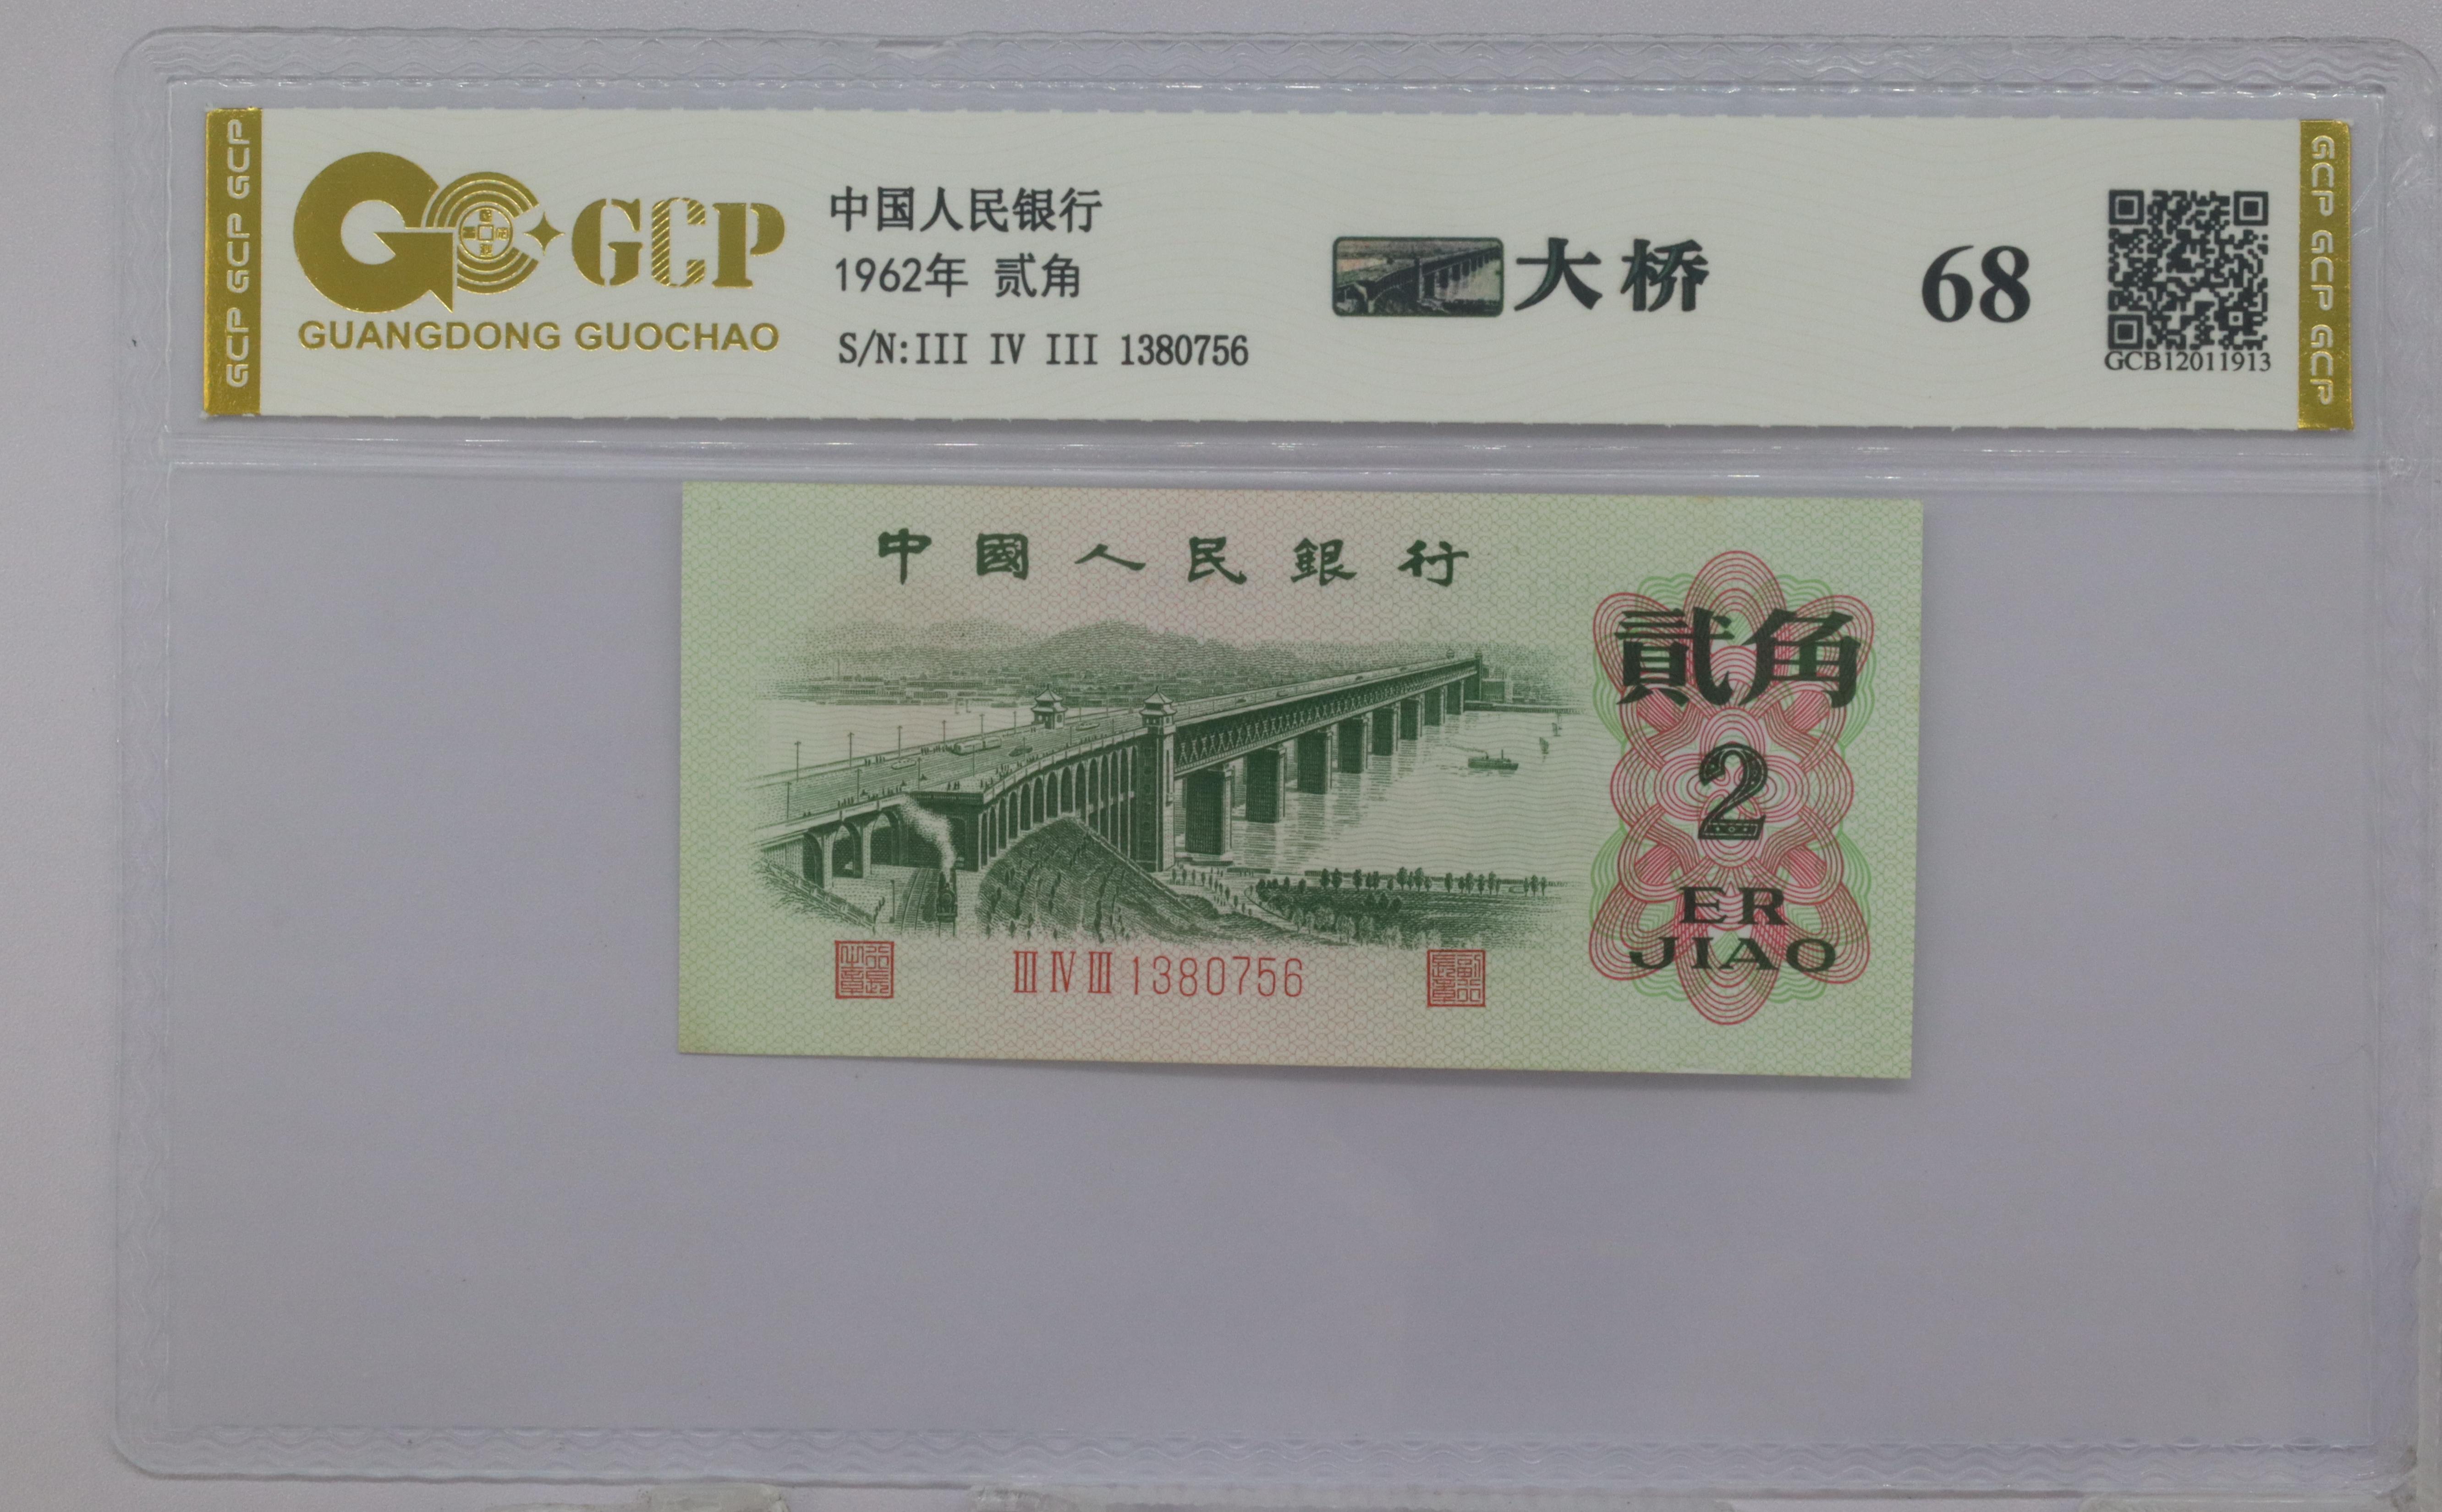 GCP GCP GCP
GCP
GUANGDONG GUOCHAO
中国人民银行
1962年 贰角
S/N:III IV III 1380756
大桥
68
GCB12011913
GCP GCP GCP
中國人民銀行
貳角
2
ER
JIAO
III IV III 1380756